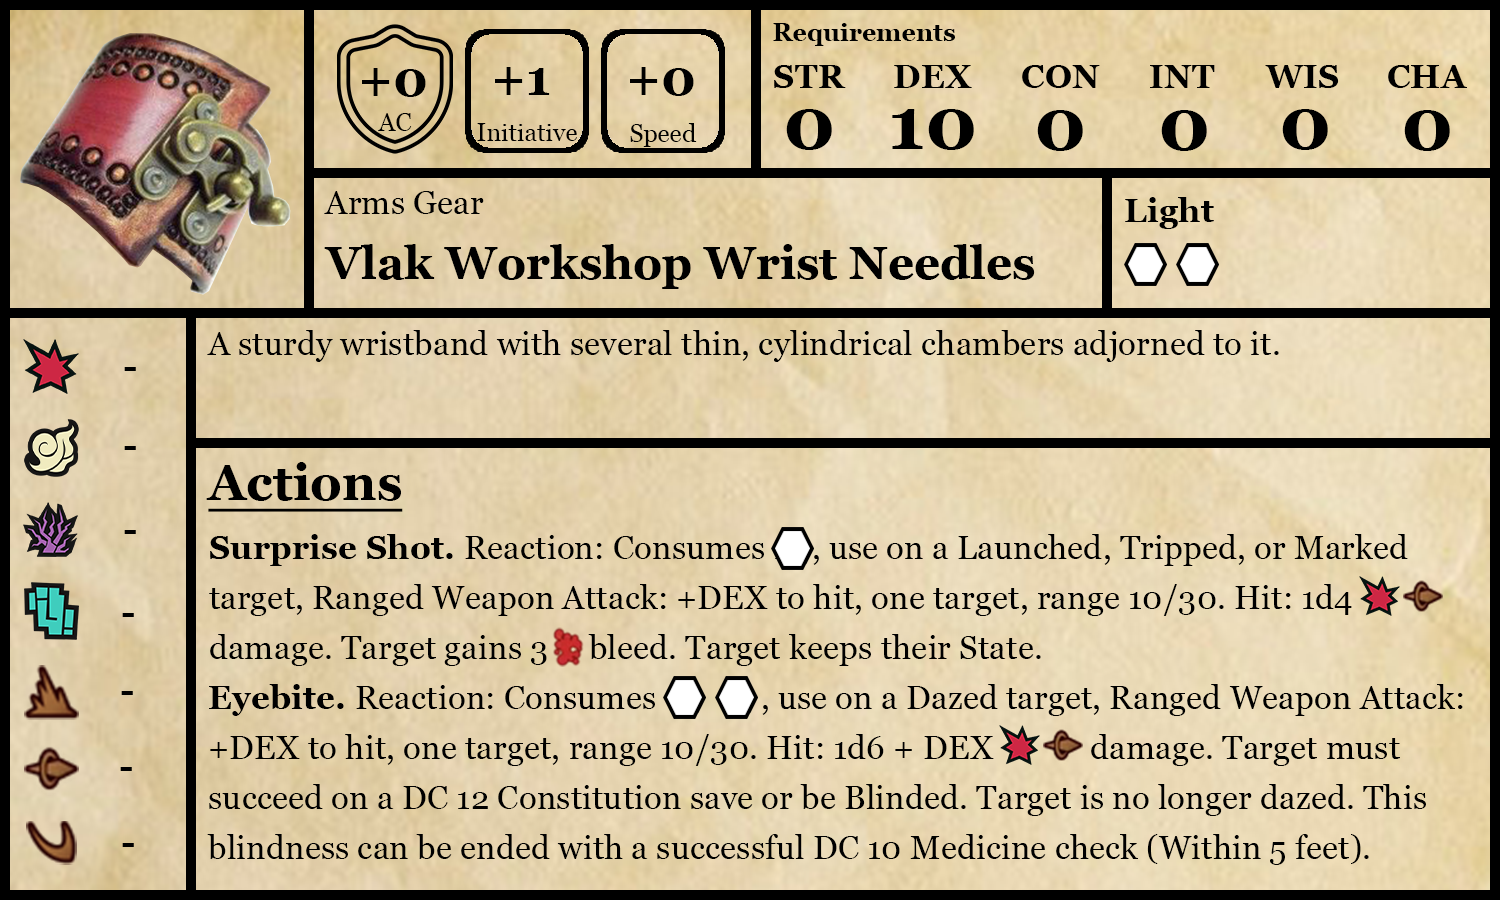 +0
AC
+1
Initiative
+0
Speed
Requirements
STR DEX CON INT WIS CHA
0 10 0 0 0 0
Arms Gear
Vlak Workshop Wrist Needles
Light
A sturdy wristband with several thin, cylindrical chambers adjorned to it.
-
-
-
-
-
-
-
Actions
Surprise Shot. Reaction: Consumes , use on a Launched, Tripped, or Marked
target, Ranged Weapon Attack: +DEX to hit, one target, range 10/30. Hit: 1d4
damage. Target gains 3 bleed. Target keeps their State.
Eyebite. Reaction: Consumes , use on a Dazed target, Ranged Weapon Attack:
+DEX to hit, one target, range 10/30. Hit: 1d6 + DEX damage. Target must
succeed on a DC 12 Constitution save or be Blinded. Target is no longer dazed. This
blindness can be ended with a successful DC 10 Medicine check (Within 5 feet).